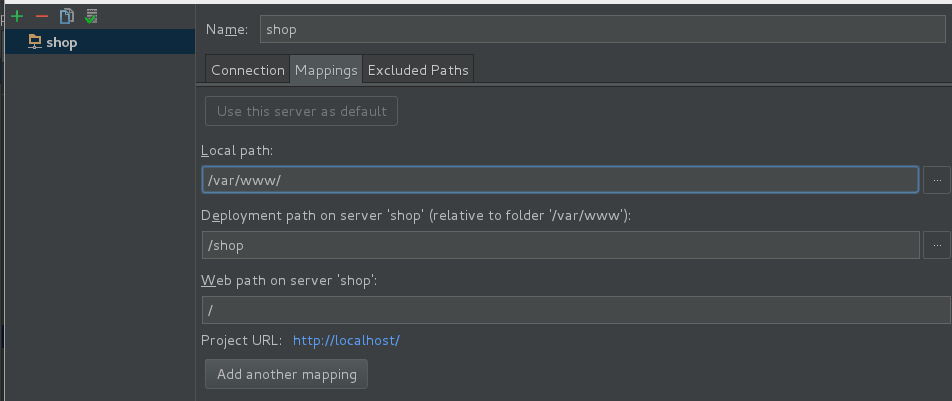 shop
Name: shop
Connection Mappings Excluded Paths
Use this server as default
Local path:
/var/www/
...
Deployment path on server 'shop' (relative to folder '/var/www'):
/shop
...
Web path on server 'shop':
/
Project URL: http://localhost/
Add another mapping